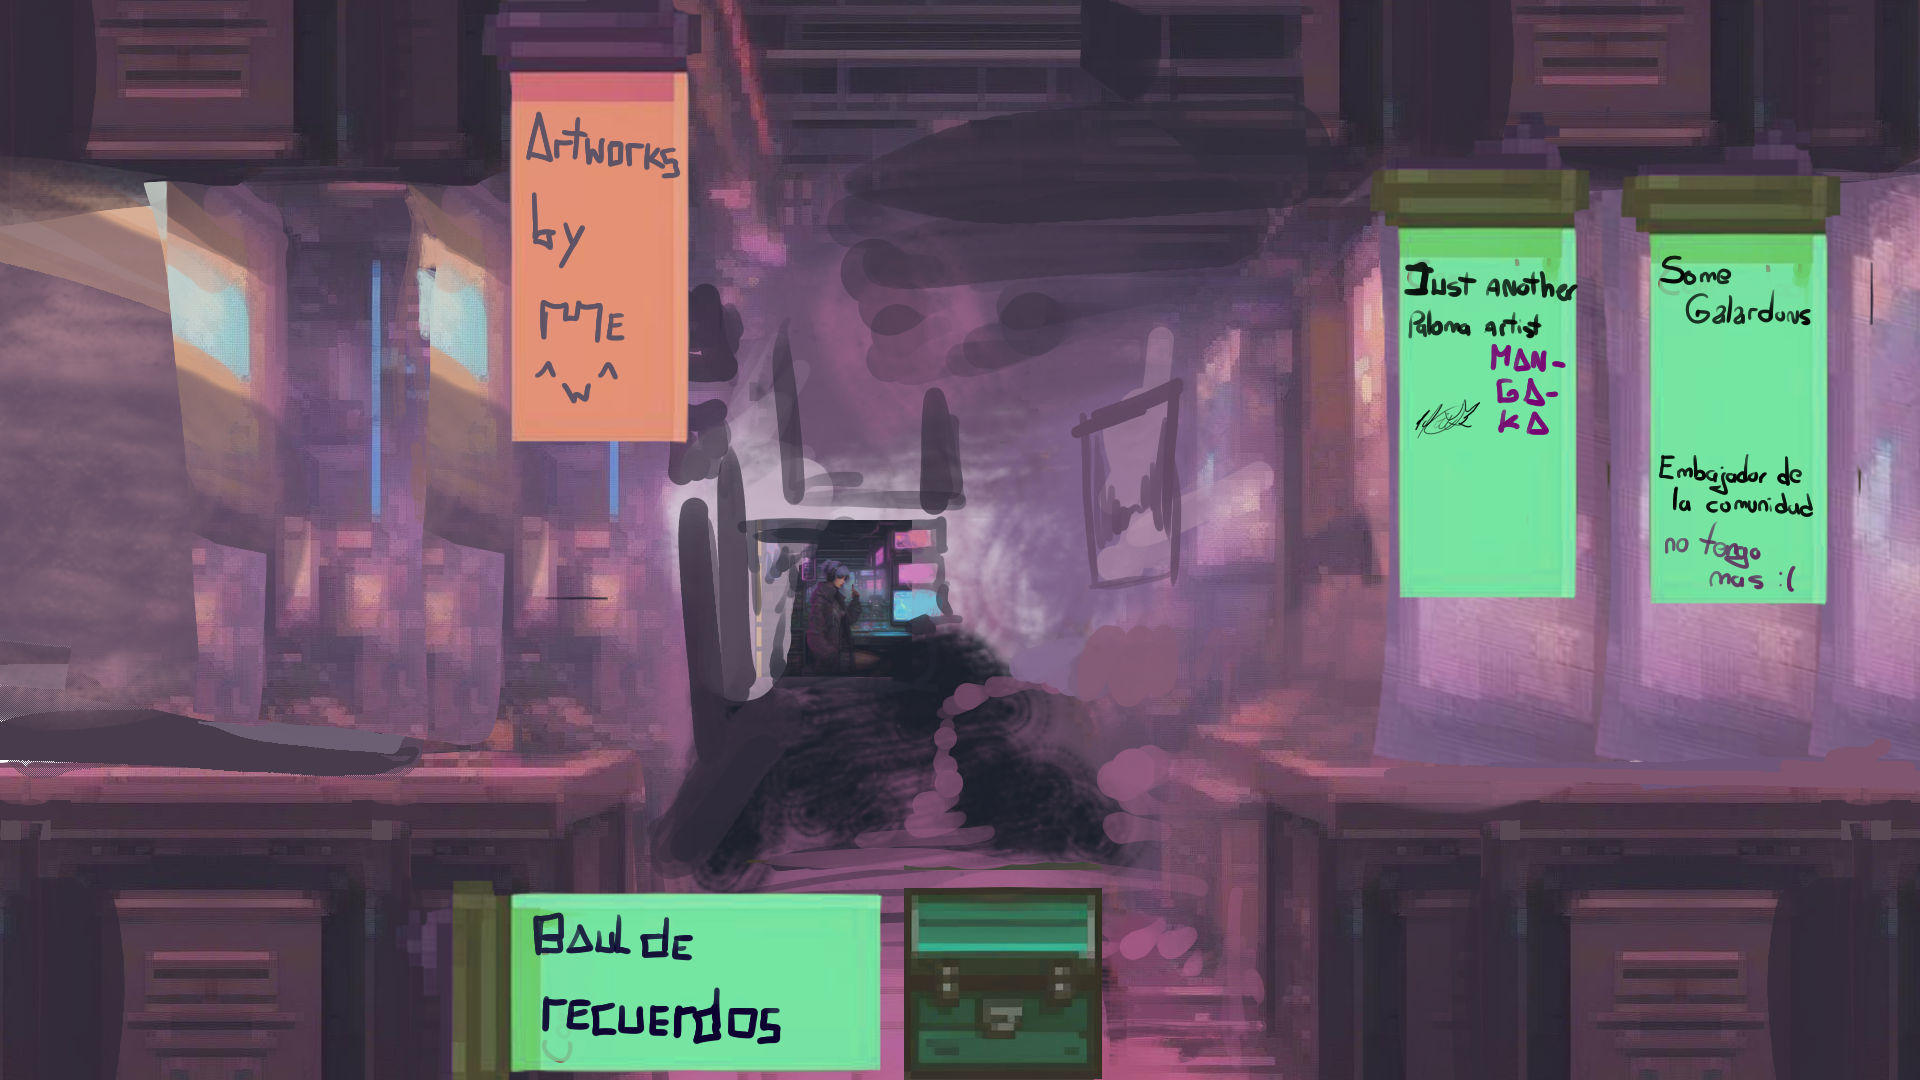 Artworks
by
mE
^w^
Just another
Paloma artist
MAN-
GA-
KA
Some
Galardons
Embajador de
la comunidad
no tengo
mas :(
Baul de
recuerdos